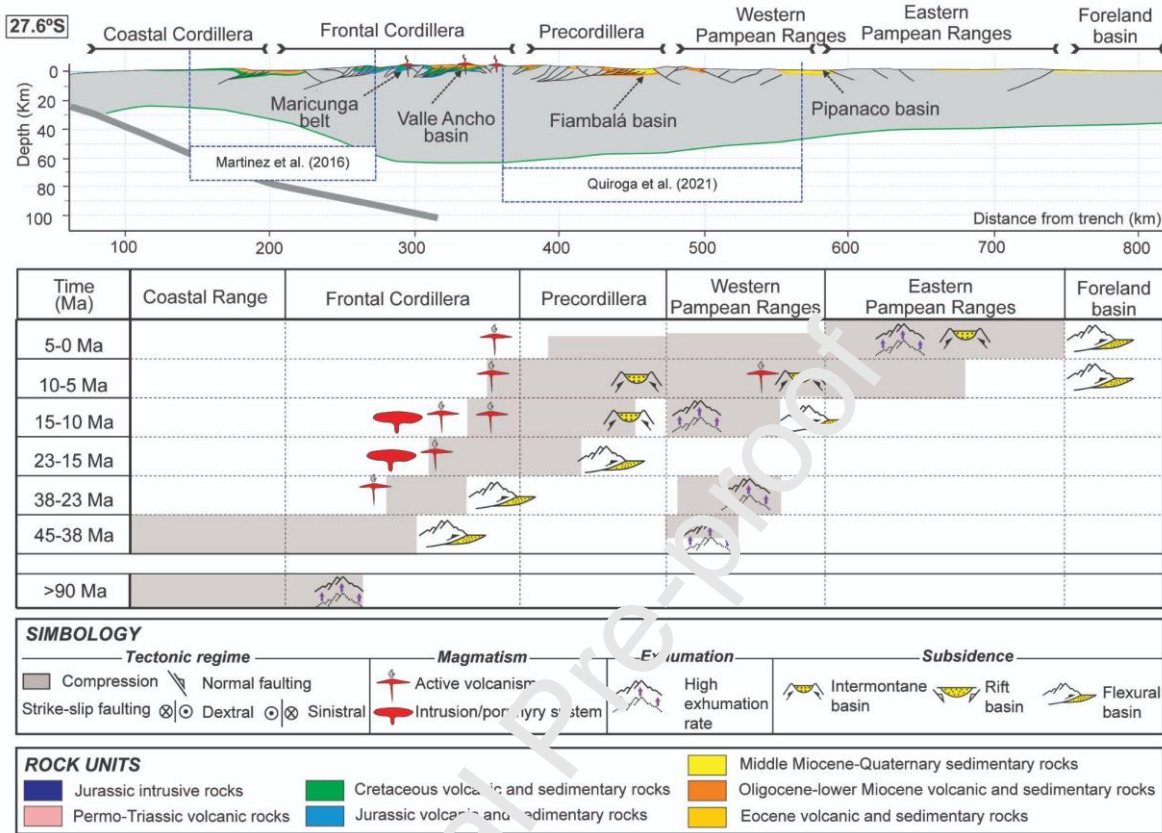 27.6ºS
Coastal Cordillera
Frontal Cordillera
Precordillera
Western
Pampean Ranges
Eastern
Pampean Ranges
Foreland
basin
Depth (Km)
0
20
40
60
80
100
Maricunga
belt
Valle Ancho
basin
Fiambalá basin
Pipanaco basin
Martinez et al. (2016)
Quiroga et al. (2021)
Distance from trench (km)
100 200 300 400 500 600 700 800
Time
(Ma)
Coastal Range
Frontal Cordillera
Precordillera
Western
Pampean Ranges
Eastern
Pampean Ranges
Foreland
basin
5-0 Ma
10-5 Ma
15-10 Ma
23-15 Ma
38-23 Ma
45-38 Ma
>90 Ma
Pre-proof
SIMBOLOGY
Tectonic regime
Compression
Normal faulting
Strike-slip faulting
Dextral
Sinistral
Magmatism
Active volcanism
Intrusion/porphyry system
Exhumation
High
exhumation
rate
Subsidence
Intermontane
basin
Rift
basin
Flexural
basin
ROCK UNITS
Jurassic intrusive rocks
Permo-Triassic volcanic rocks
Cretaceous volcanic and sedimentary rocks
Jurassic volcanic and sedimentary rocks
Middle Miocene-Quaternary sedimentary rocks
Oligocene-lower Miocene volcanic and sedimentary rocks
Eocene volcanic and sedimentary rocks